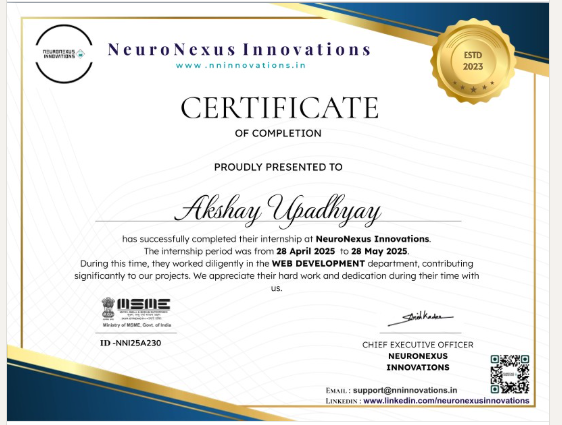 NEURONEXUS
INNOVATIONS
NeuroNexus Innovations
www.nninnovations.in
ESTD
2023
CERTIFICATE
OF COMPLETION
PROUDLY PRESENTED TO
Akshay Upadhyay
has successfully completed their internship at NeuroNexus Innovations.
The internship period was from 28 April 2025 to 28 May 2025.
During this time, they worked diligently in the WEB DEVELOPMENT department, contributing
significantly to our projects. We appreciate their hard work and dedication during their time with
us.
MSME
Ministry of MSME, Govt. of India
ID -NNI25A230
CHIEF EXECUTIVE OFFICER
NEURONEXUS
INNOVATIONS
EMAIL : support@nninnovations.in
LINKEDIN : www.linkedin.com/neuronexusinnovations